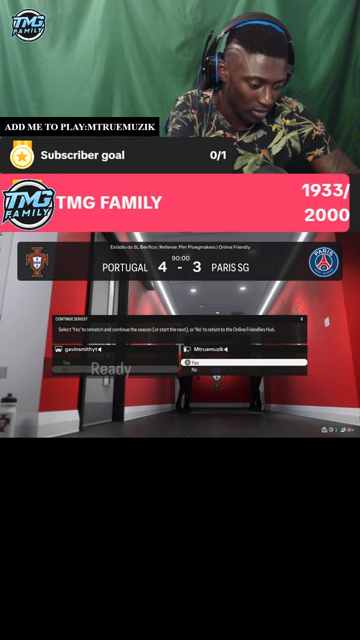 TMG
FAMILY
ADD ME TO PLAY:MTRUEMUZIK
Subscriber goal 0/1
TMG
FAMILY
TMG FAMILY 1933/
2000
Estádio do SL Benfica | Referee: Pim Ploegmakers | Online Friendly
90:00
PORTUGAL 4 - 3 PARIS SG
PARIS
CONTINUE SERIES? 6
Select 'Yes' to rematch and continue the season (or start the next), or 'No' to return to the Online Friendlies Hub.
gavinsmithyt Mtruemuzik
Yes Yes
No No
Ready